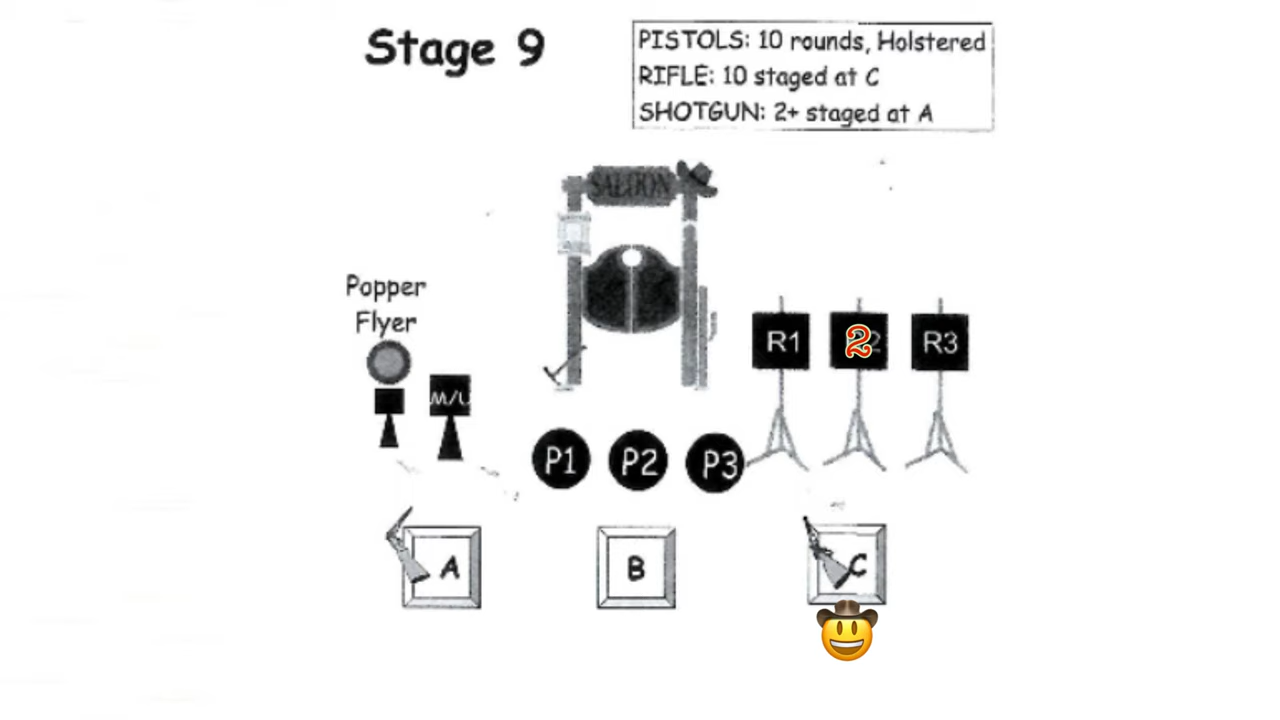 Stage 9
PISTOLS: 10 rounds, Holstered
RIFLE: 10 staged at C
SHOTGUN: 2+ staged at A
SALOON
Popper
Flyer
M/U
R1
2
R3
P1
P2
P3
A
B
C